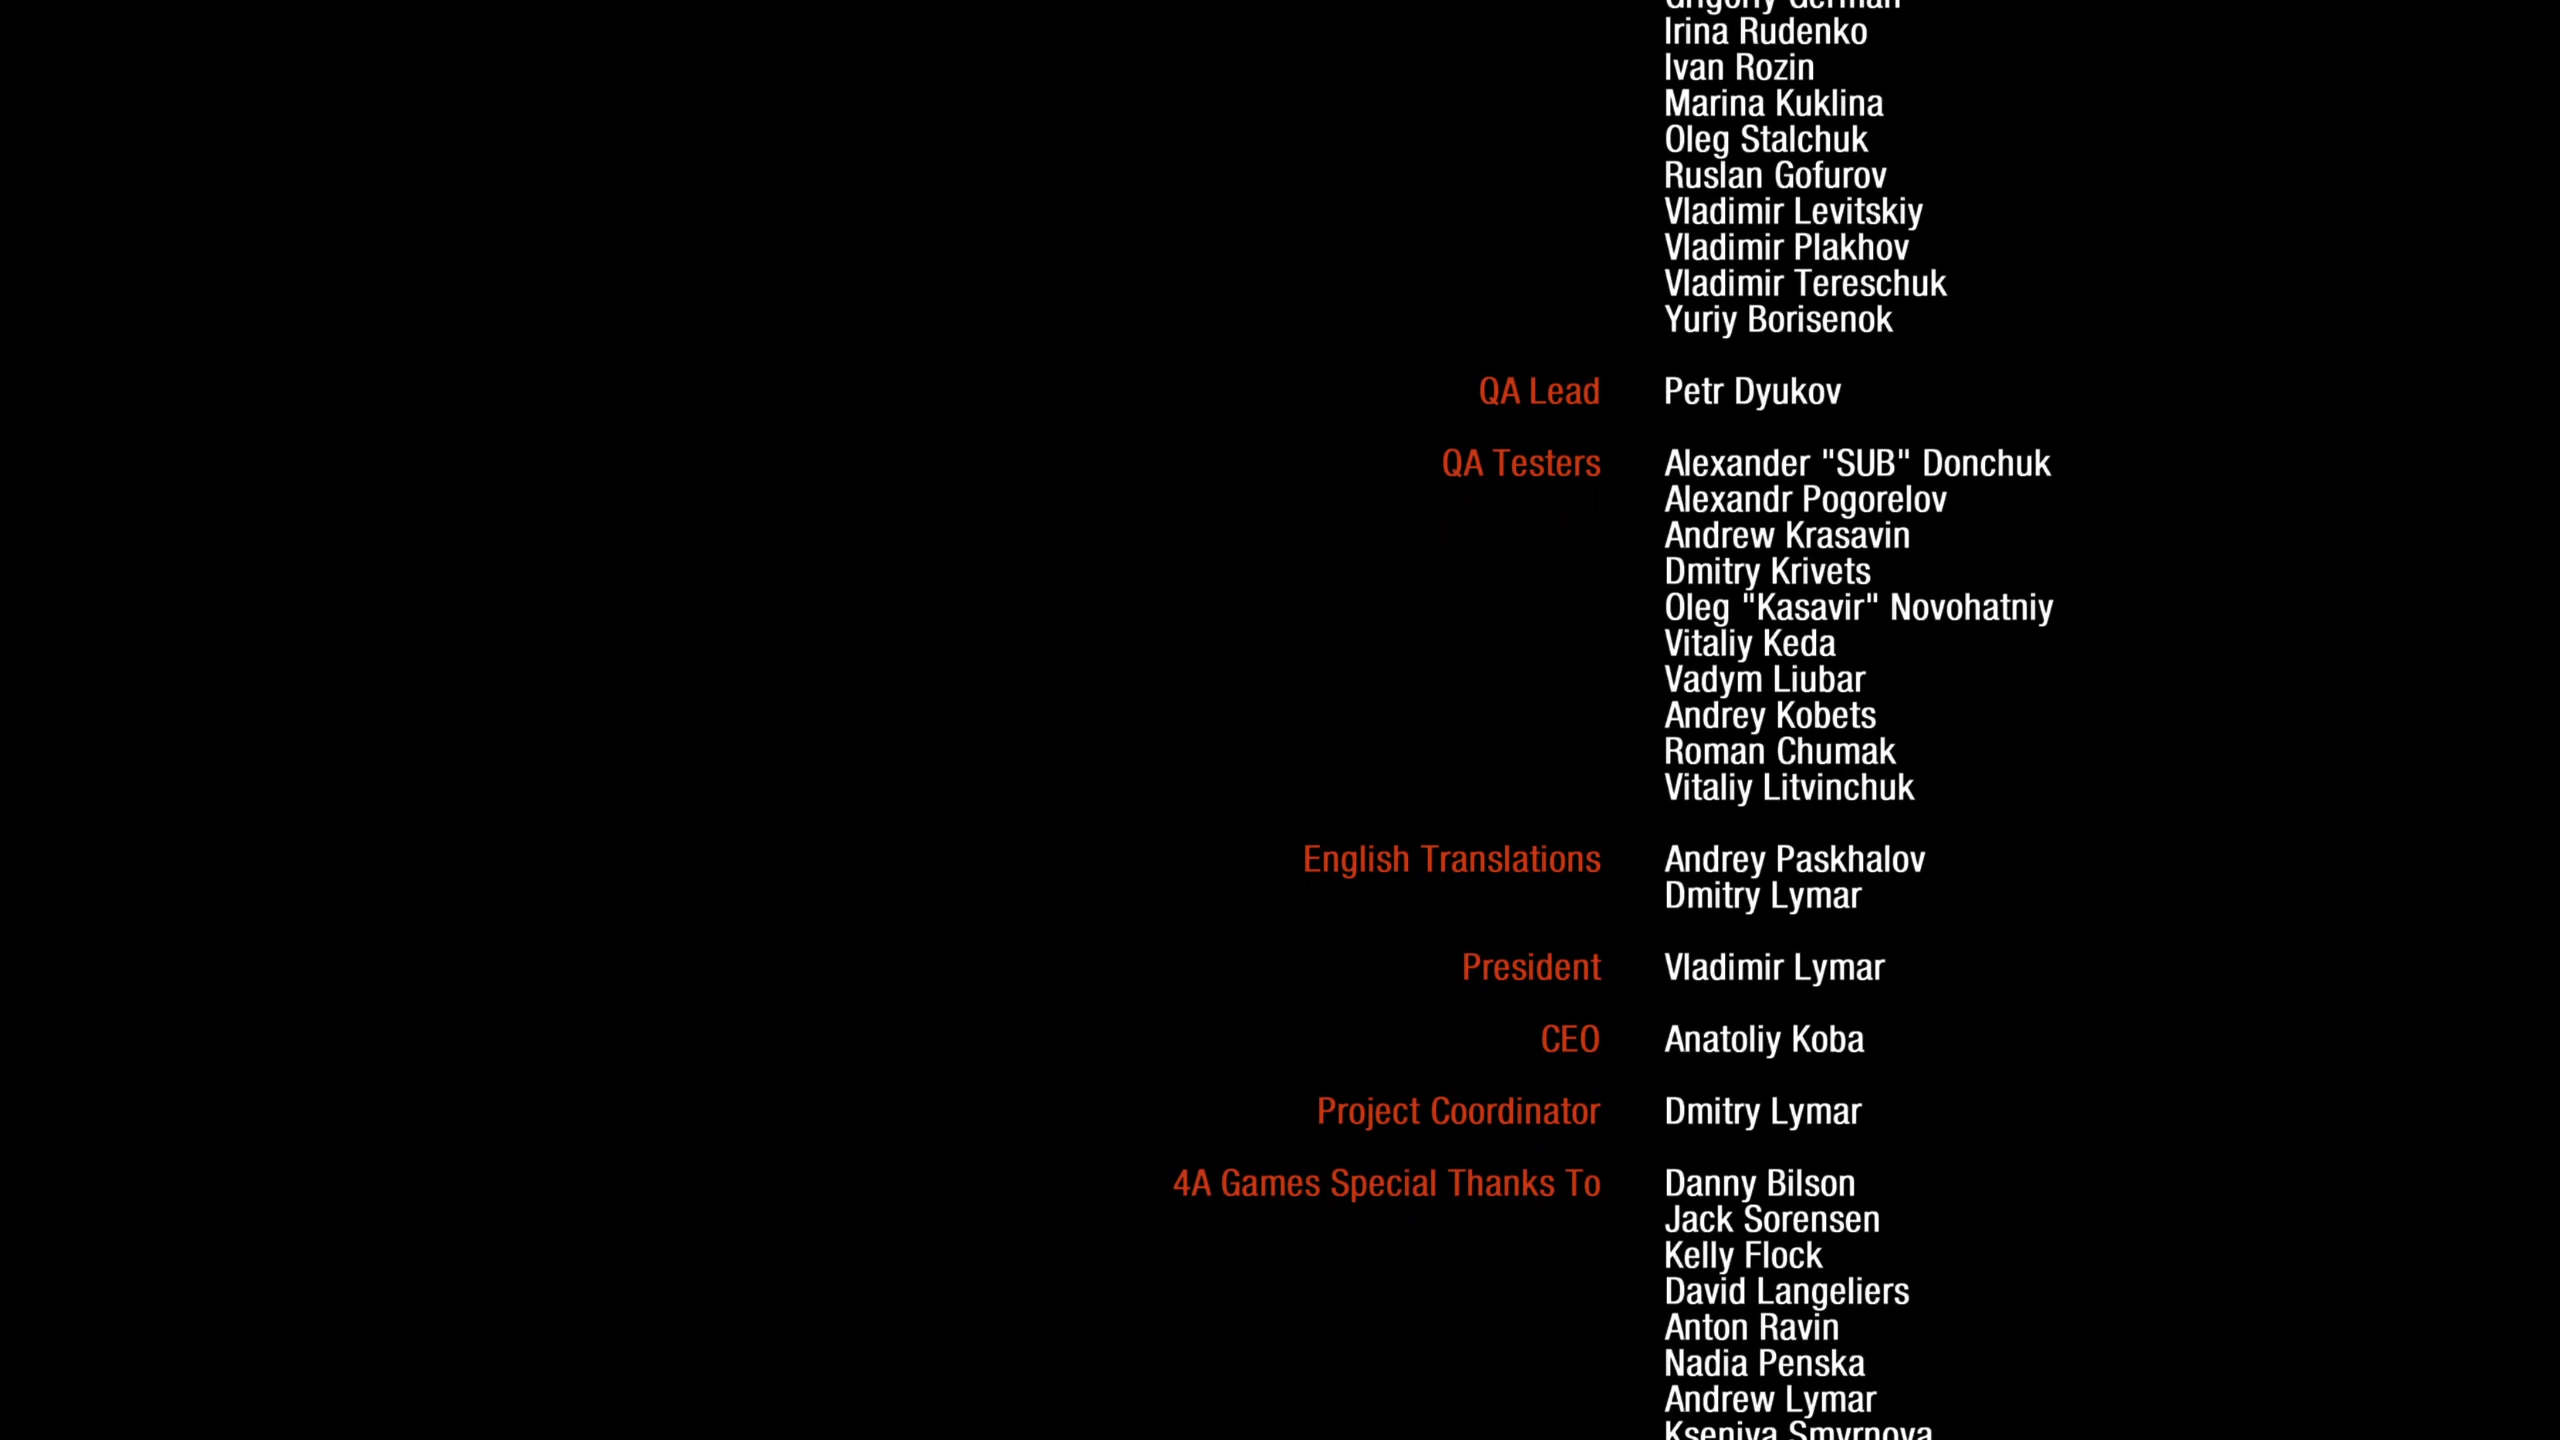 Grigoriy German
Irina Rudenko
Ivan Rozin
Marina Kuklina
Oleg Stalchuk
Ruslan Gofurov
Vladimir Levitskiy
Vladimir Plakhov
Vladimir Tereschuk
Yuriy Borisenok
QA Lead Petr Dyukov
QA Testers Alexander "SUB" Donchuk
Alexandr Pogorelov
Andrew Krasavin
Dmitry Krivets
Oleg "Kasavir" Novohatniy
Vitaliy Keda
Vadym Liubar
Andrey Kobets
Roman Chumak
Vitaliy Litvinchuk
English Translations Andrey Paskhalov
Dmitry Lymar
President Vladimir Lymar
CEO Anatoliy Koba
Project Coordinator Dmitry Lymar
4A Games Special Thanks To Danny Bilson
Jack Sorensen
Kelly Flock
David Langeliers
Anton Ravin
Nadia Penska
Andrew Lymar
Kseniya Smyrnova